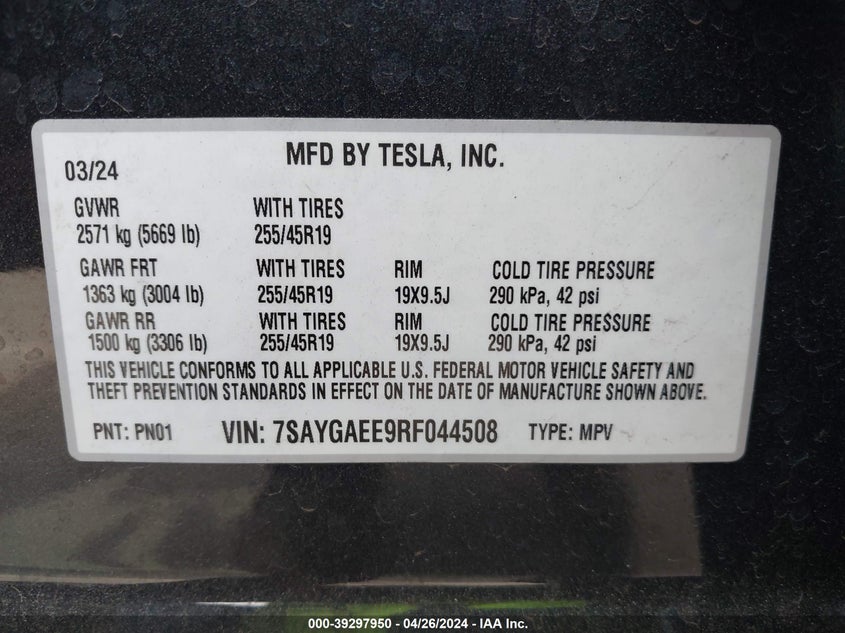 MFD BY TESLA, INC.
03/24
GVWR WITH TIRES
2571 kg (5669 lb) 255/45R19
GAWR FRT WITH TIRES RIM COLD TIRE PRESSURE
1363 kg (3004 lb) 255/45R19 19X9.5J 290 kPa, 42 psi
GAWR RR WITH TIRES RIM COLD TIRE PRESSURE
1500 kg (3306 lb) 255/45R19 19X9.5J 290 kPa, 42 psi
THIS VEHICLE CONFORMS TO ALL APPLICABLE U.S. FEDERAL MOTOR VEHICLE SAFETY AND
THEFT PREVENTION STANDARDS IN EFFECT ON THE DATE OF MANUFACTURE SHOWN ABOVE.
PNT: PN01 VIN: 7SAYGAEE9RF044508 TYPE: MPV
000-39297950 - 04/26/2024 - IAA Inc.